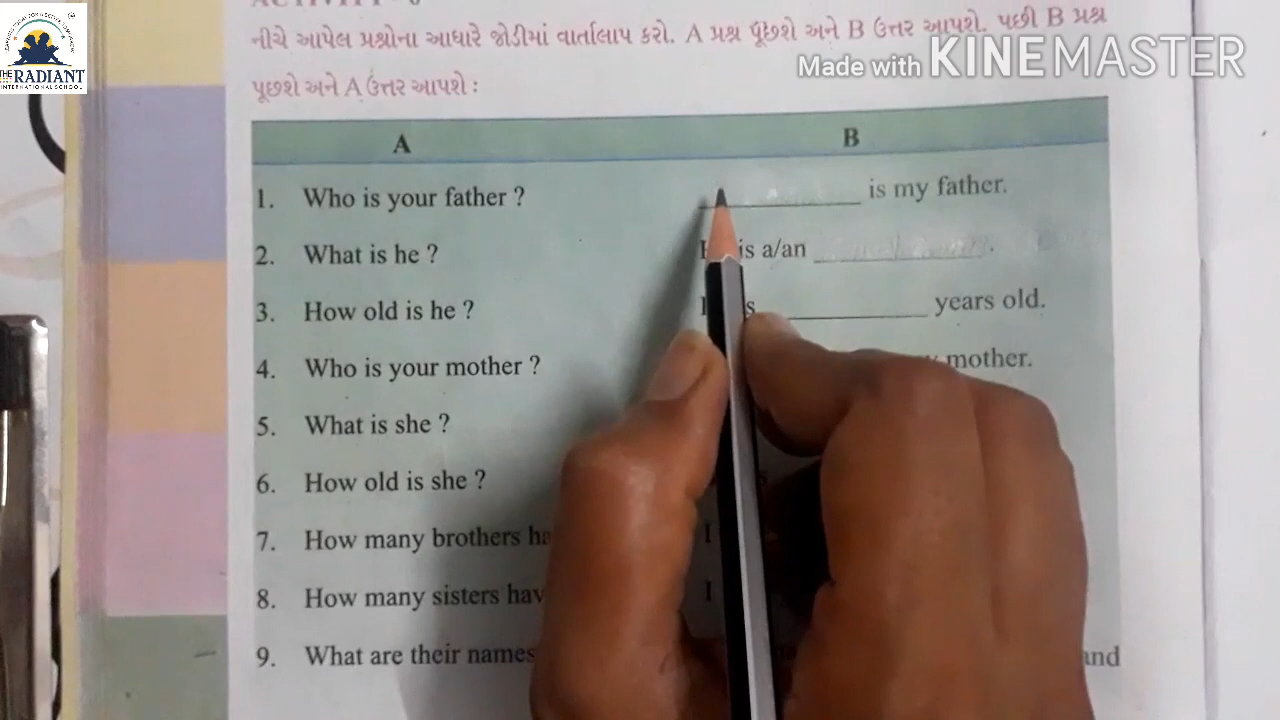 THE RADIANT
INTERNATIONAL SCHOOL
Made with KINEMASTER
નીચે આપેલ પ્રશ્નોના આધારે જોડીમાં વાર્તાલાપ કરો. A પ્રશ્ન પૂછશે અને B ઉત્તર આપશે. પછી B પ્રશ્ન
પૂછશે અને A ઉત્તર આપશે :
A B
1. Who is your father ? ____________ is my father.
2. What is he ? is a/an ____________.
3. How old is he ? ____________ years old.
4. Who is your mother ? mother.
5. What is she ?
6. How old is she ?
7. How many brothers I
8. How many sisters I
9. What are their names and